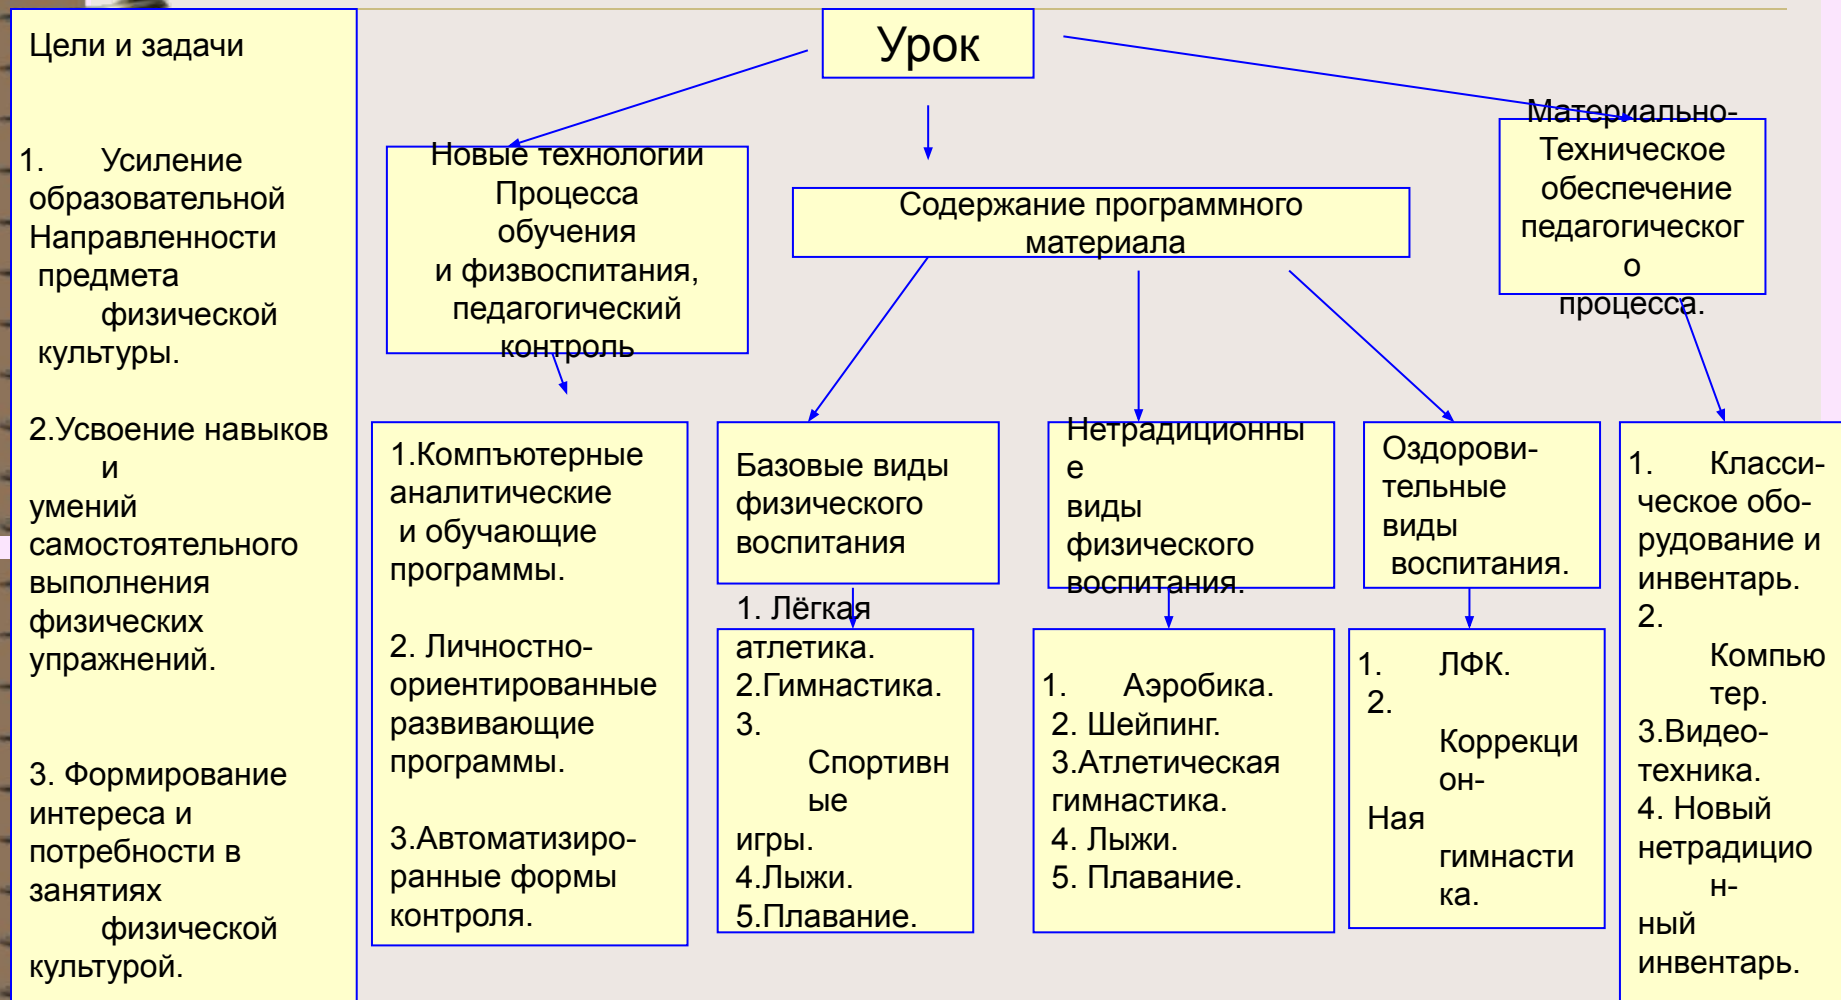 Цели и задачи
1. Усиление
образовательной
Направленности
предмета
физической
культуры.
2.Усвоение навыков
и
умений
самостоятельного
выполнения
физических
упражнений.
3. Формирование
интереса и
потребности в
занятиях
физической
культурой.
Урок
Новые технологии
Процесса
обучения
и физвоспитания,
педагогический
контроль
Содержание программного
материала
Материально-
Техническое
обеспечение
педагогическог
о
процесса.
1.Компъютерные
аналитические
и обучающие
программы.
2. Личностно-
ориентированные
развивающие
программы.
3.Автоматизиро-
ранные формы
контроля.
Базовые виды
физического
воспитания
1. Лёгкая
атлетика.
2.Гимнастика.
3.
Спортивн
ые
игры.
4.Лыжи.
5.Плавание.
Нетрадиционны
е
виды
физического
воспитания.
1. Аэробика.
2. Шейпинг.
3.Атлетическая
гимнастика.
4. Лыжи.
5. Плавание.
Оздорови-
тельные
виды
воспитания.
1. ЛФК.
2.
Коррекци
он-
Ная
гимнасти
ка.
1. Класси-
ческое обо-
рудование и
инвентарь.
2.
Компью
тер.
3.Видео-
техника.
4. Новый
нетрадицио
н-
ный
инвентарь.